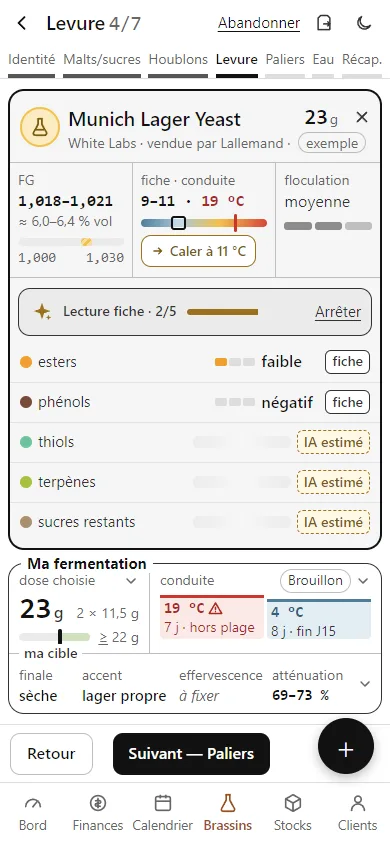 Levure 4/7
Abandonner
Identité Malts/sucres Houblons Levure Paliers Eau Récap.
Munich Lager Yeast
23 g
White Labs · vendue par Lallemand ·
exemple
FG
1,018–1,021
≈ 6,0–6,4 % vol
1,000 1,030
fiche · conduite
9–11 · 19 °C
→ Caler à 11 °C
floculation
moyenne
Lecture fiche · 2/5
Arrêter
esters faible fiche
phénols négatif fiche
thiols IA estimé
terpènes IA estimé
sucres restants IA estimé
Ma fermentation
dose choisie
23 g 2 × 11,5 g
≥ 22 g
conduite
Brouillon
19 °C
7 j · hors plage
4 °C
8 j · fin J15
ma cible
finale accent effervescence atténuation
sèche lager propre à fixer 69–73 %
Retour
Suivant — Paliers
+
Bord Finances Calendrier Brassins Stocks Clients